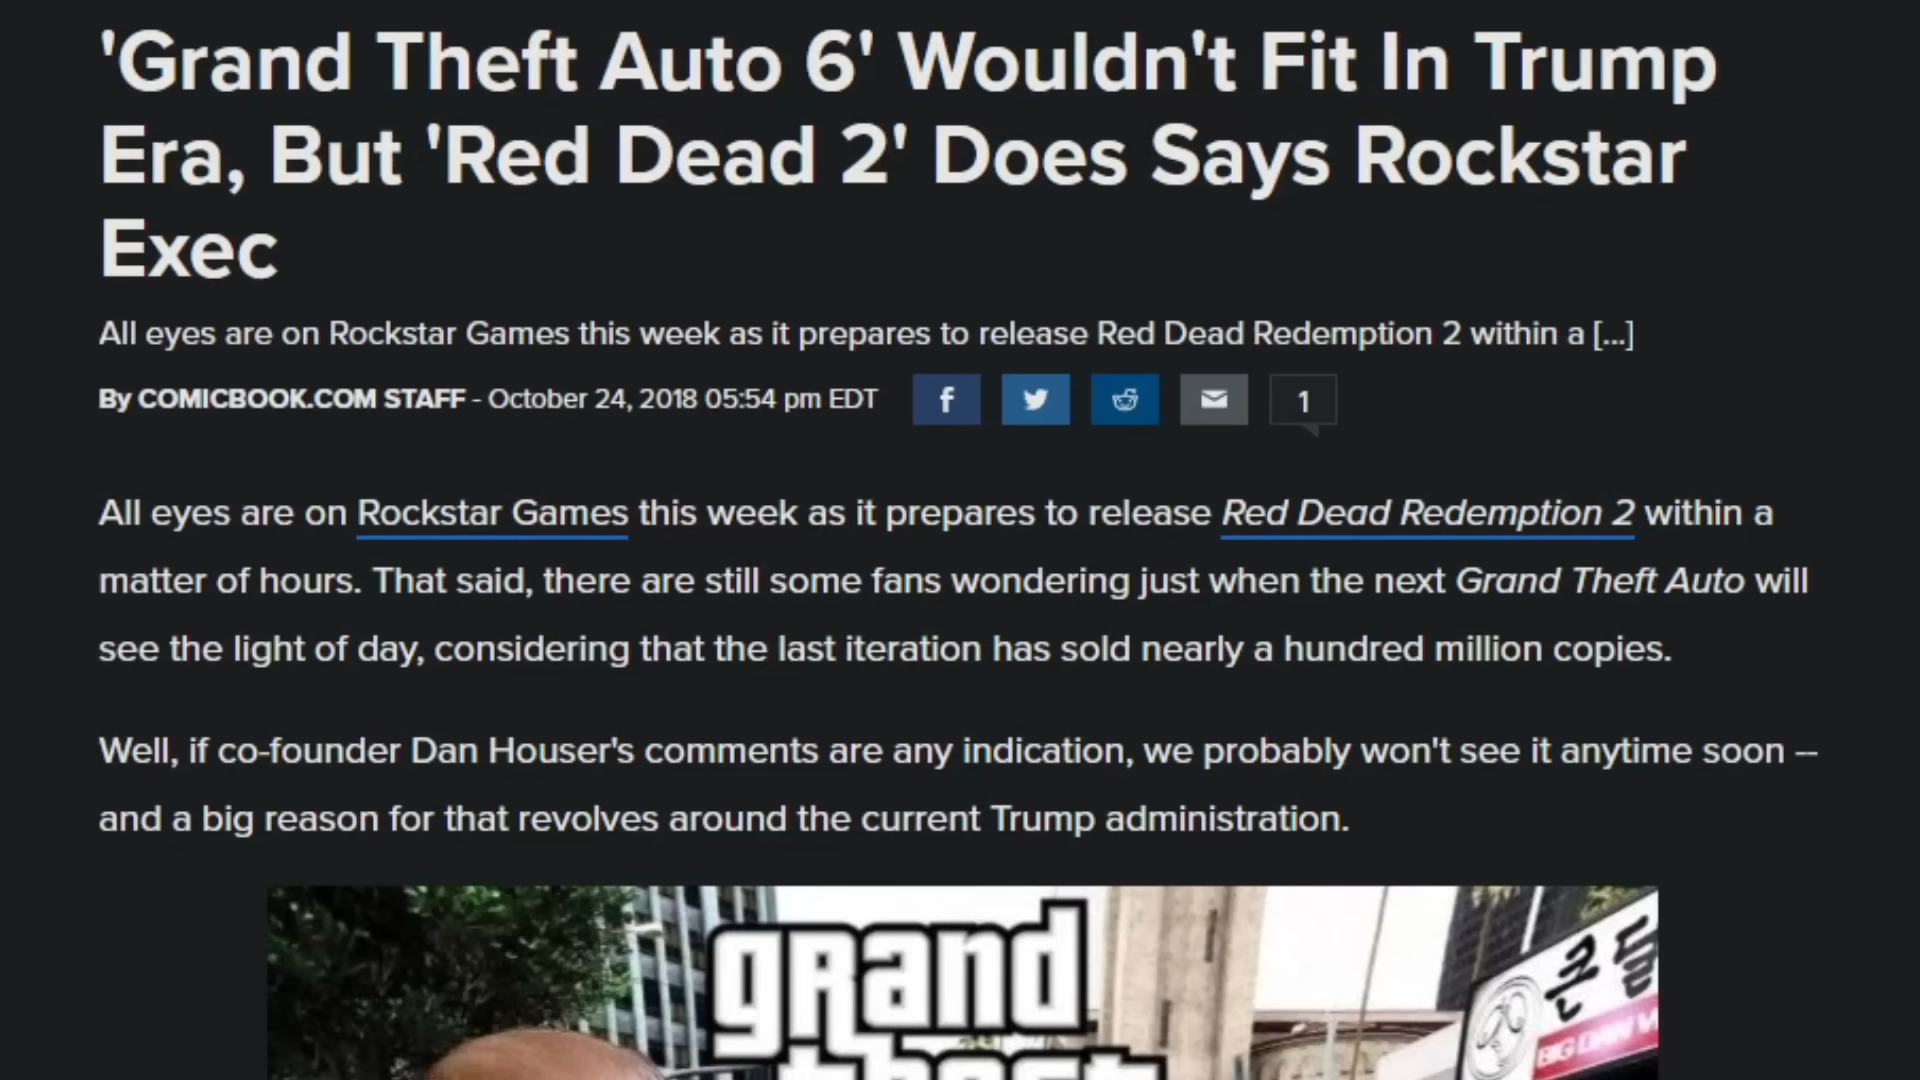 'Grand Theft Auto 6' Wouldn't Fit In Trump
Era, But 'Red Dead 2' Does Says Rockstar
Exec
All eyes are on Rockstar Games this week as it prepares to release Red Dead Redemption 2 within a [...]
By COMICBOOK.COM STAFF - October 24, 2018 05:54 pm EDT
f
1
All eyes are on Rockstar Games this week as it prepares to release Red Dead Redemption 2 within a
matter of hours. That said, there are still some fans wondering just when the next Grand Theft Auto will
see the light of day, considering that the last iteration has sold nearly a hundred million copies.
Well, if co-founder Dan Houser's comments are any indication, we probably won't see it anytime soon --
and a big reason for that revolves around the current Trump administration.
grand
theft
큰
BIG